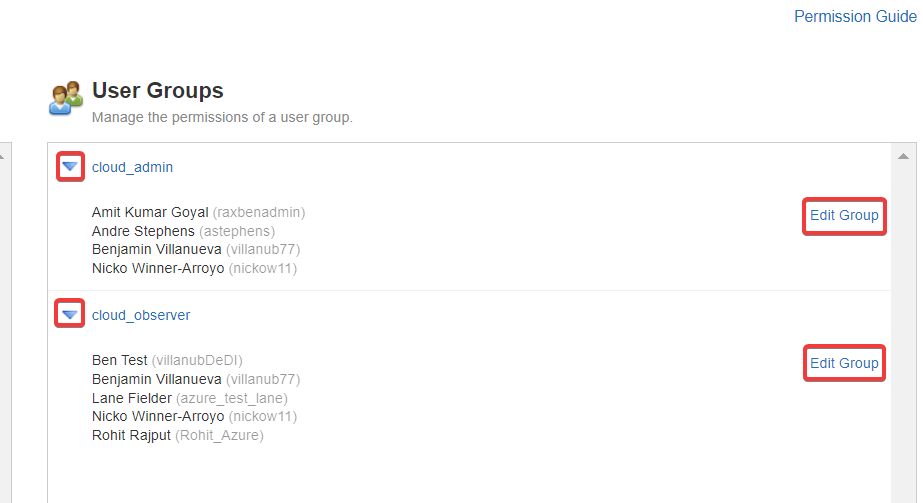 Permission Guide
User Groups
Manage the permissions of a user group.
cloud_admin
Amit Kumar Goyal (raxbenadmin)
Edit Group
Andre Stephens (astephens)
Benjamin Villanueva (villanub77)
Nicko Winner-Arroyo (nickow11)
cloud_observer
Ben Test (villanubDeDI)
Edit Group
Benjamin Villanueva (villanub77)
Lane Fielder (azure_test_lane)
Nicko Winner-Arroyo (nickow11)
Rohit Rajput (Rohit_Azure)